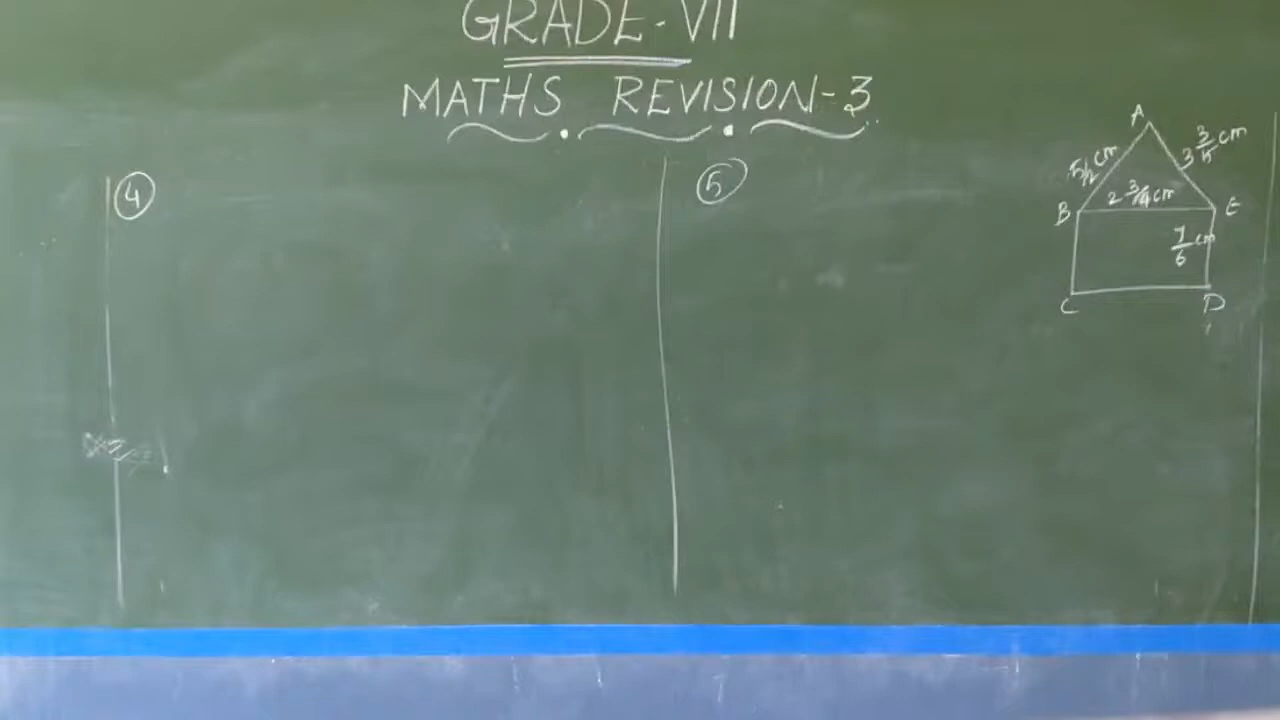 GRADE-VII
MATHS REVISION-3
4
5
A
5 1/2 cm
3 3/5 cm
2 3/4 cm
B
E
7/6 cm
C
D